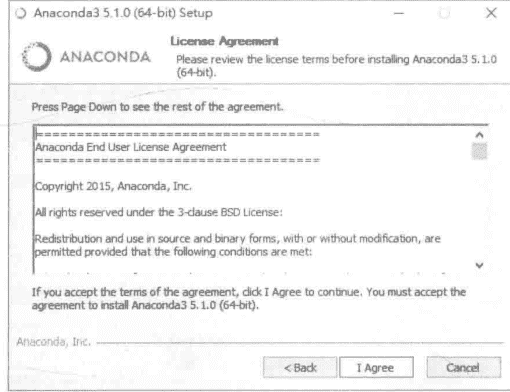 Anaconda3 5.1.0 (64-bit) Setup
ANACONDA
License Agreement
Please review the license terms before installing Anaconda3 5.1.0
(64-bit).
Press Page Down to see the rest of the agreement.
===================================
Anaconda End User License Agreement
===================================
Copyright 2015, Anaconda, Inc.
All rights reserved under the 3-clause BSD License:
Redistribution and use in source and binary forms, with or without modification, are
permitted provided that the following conditions are met:
If you accept the terms of the agreement, click I Agree to continue. You must accept the
agreement to install Anaconda3 5.1.0 (64-bit).
Anaconda, Inc.
< Back
I Agree
Cancel